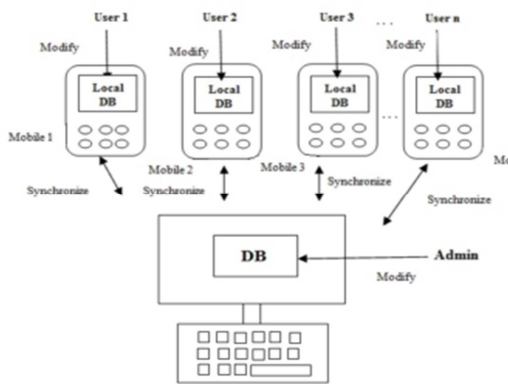 User 1
User 2
User 3
...
User n
Modify
Modify
Modify
Modify
Local
DB
Local
DB
Local
DB
Local
DB
...
Mobile 1
Mobile 2
Mobile 3
Mo
Synchronize
Synchronize
Synchronize
Synchronize
DB
Admin
Modify